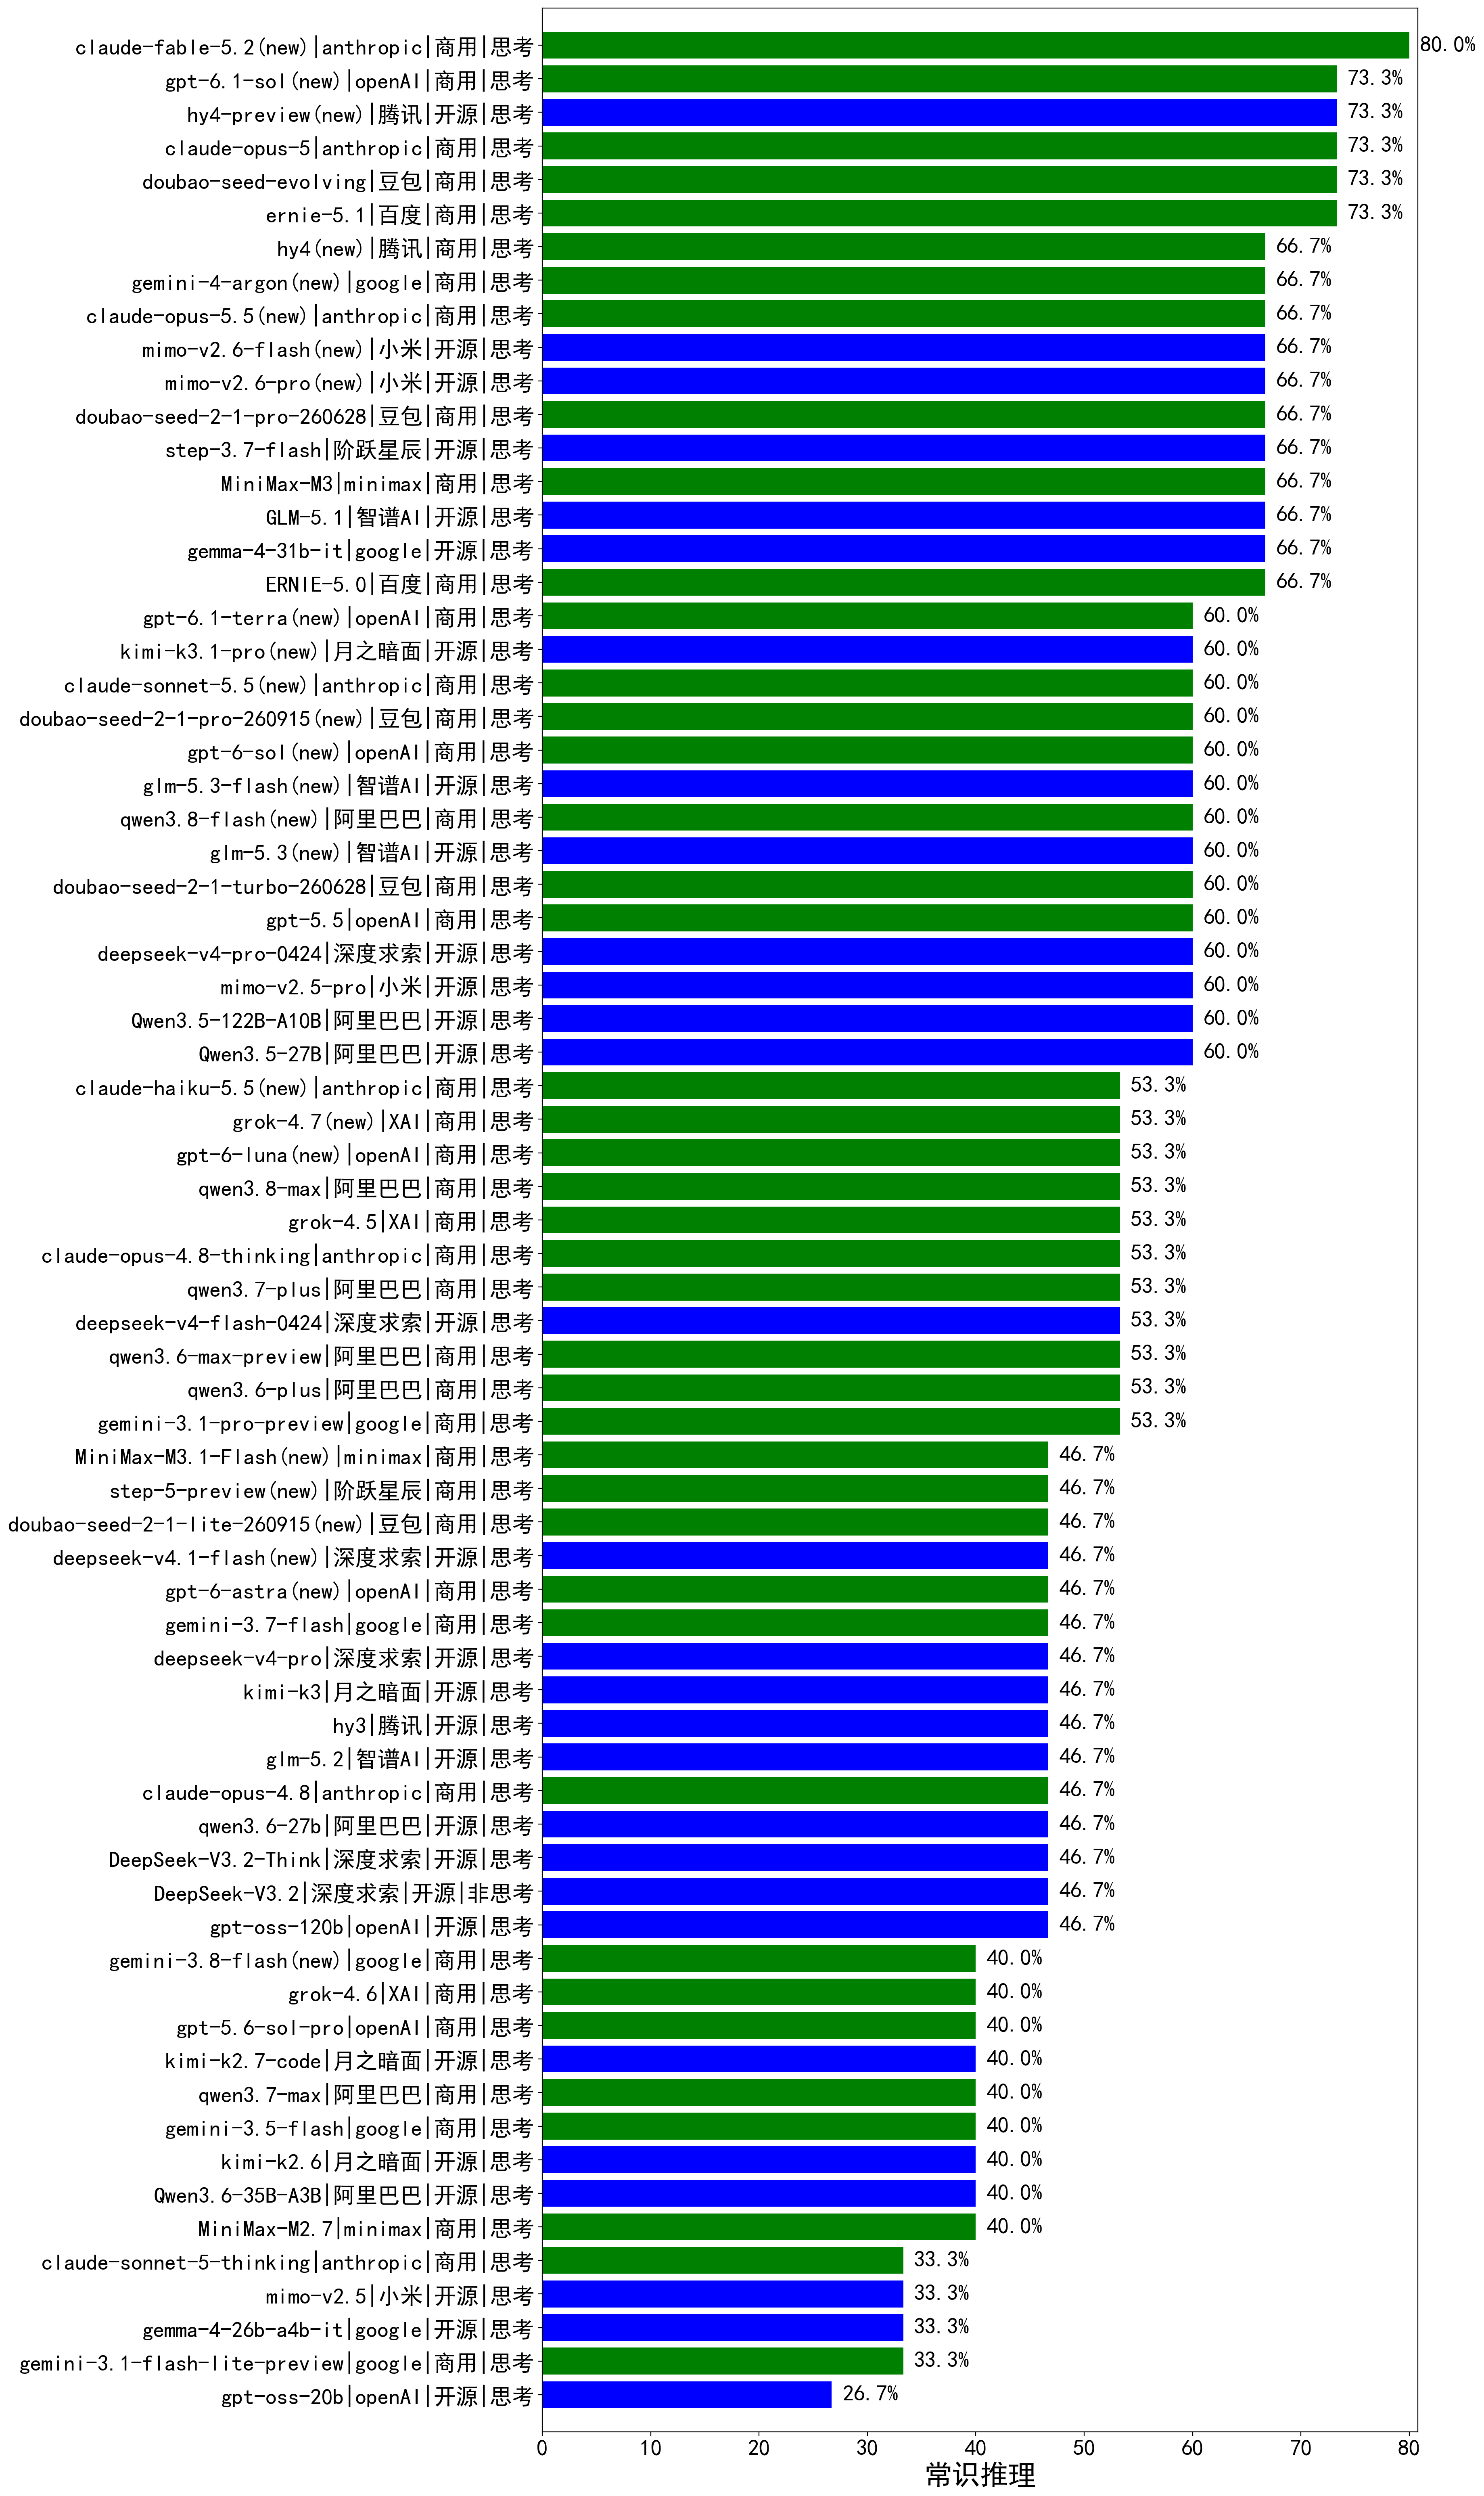 claude-fable-5.2(new)|anthropic|商用|思考 80.0%
gpt-6.1-sol(new)|openAI|商用|思考 73.3%
hy4-preview(new)|腾讯|开源|思考 73.3%
claude-opus-5|anthropic|商用|思考 73.3%
doubao-seed-evolving|豆包|商用|思考 73.3%
ernie-5.1|百度|商用|思考 73.3%
hy4(new)|腾讯|商用|思考 66.7%
gemini-4-argon(new)|google|商用|思考 66.7%
claude-opus-5.5(new)|anthropic|商用|思考 66.7%
mimo-v2.6-flash(new)|小米|开源|思考 66.7%
mimo-v2.6-pro(new)|小米|开源|思考 66.7%
doubao-seed-2-1-pro-260628|豆包|商用|思考 66.7%
step-3.7-flash|阶跃星辰|开源|思考 66.7%
MiniMax-M3|minimax|商用|思考 66.7%
GLM-5.1|智谱AI|开源|思考 66.7%
gemma-4-31b-it|google|开源|思考 66.7%
ERNIE-5.0|百度|商用|思考 66.7%
gpt-6.1-terra(new)|openAI|商用|思考 60.0%
kimi-k3.1-pro(new)|月之暗面|开源|思考 60.0%
claude-sonnet-5.5(new)|anthropic|商用|思考 60.0%
doubao-seed-2-1-pro-260915(new)|豆包|商用|思考 60.0%
gpt-6-sol(new)|openAI|商用|思考 60.0%
glm-5.3-flash(new)|智谱AI|开源|思考 60.0%
qwen3.8-flash(new)|阿里巴巴|商用|思考 60.0%
glm-5.3(new)|智谱AI|开源|思考 60.0%
doubao-seed-2-1-turbo-260628|豆包|商用|思考 60.0%
gpt-5.5|openAI|商用|思考 60.0%
deepseek-v4-pro-0424|深度求索|开源|思考 60.0%
mimo-v2.5-pro|小米|开源|思考 60.0%
Qwen3.5-122B-A10B|阿里巴巴|开源|思考 60.0%
Qwen3.5-27B|阿里巴巴|开源|思考 60.0%
claude-haiku-5.5(new)|anthropic|商用|思考 53.3%
grok-4.7(new)|XAI|商用|思考 53.3%
gpt-6-luna(new)|openAI|商用|思考 53.3%
qwen3.8-max|阿里巴巴|商用|思考 53.3%
grok-4.5|XAI|商用|思考 53.3%
claude-opus-4.8-thinking|anthropic|商用|思考 53.3%
qwen3.7-plus|阿里巴巴|商用|思考 53.3%
deepseek-v4-flash-0424|深度求索|开源|思考 53.3%
qwen3.6-max-preview|阿里巴巴|商用|思考 53.3%
qwen3.6-plus|阿里巴巴|商用|思考 53.3%
gemini-3.1-pro-preview|google|商用|思考 53.3%
MiniMax-M3.1-Flash(new)|minimax|商用|思考 46.7%
step-5-preview(new)|阶跃星辰|商用|思考 46.7%
doubao-seed-2-1-lite-260915(new)|豆包|商用|思考 46.7%
deepseek-v4.1-flash(new)|深度求索|开源|思考 46.7%
gpt-6-astra(new)|openAI|商用|思考 46.7%
gemini-3.7-flash|google|商用|思考 46.7%
deepseek-v4-pro|深度求索|开源|思考 46.7%
kimi-k3|月之暗面|开源|思考 46.7%
hy3|腾讯|开源|思考 46.7%
glm-5.2|智谱AI|开源|思考 46.7%
claude-opus-4.8|anthropic|商用|思考 46.7%
qwen3.6-27b|阿里巴巴|开源|思考 46.7%
DeepSeek-V3.2-Think|深度求索|开源|思考 46.7%
DeepSeek-V3.2|深度求索|开源|非思考 46.7%
gpt-oss-120b|openAI|开源|思考 46.7%
gemini-3.8-flash(new)|google|商用|思考 40.0%
grok-4.6|XAI|商用|思考 40.0%
gpt-5.6-sol-pro|openAI|商用|思考 40.0%
kimi-k2.7-code|月之暗面|开源|思考 40.0%
qwen3.7-max|阿里巴巴|商用|思考 40.0%
gemini-3.5-flash|google|商用|思考 40.0%
kimi-k2.6|月之暗面|开源|思考 40.0%
Qwen3.6-35B-A3B|阿里巴巴|开源|思考 40.0%
MiniMax-M2.7|minimax|商用|思考 40.0%
claude-sonnet-5-thinking|anthropic|商用|思考 33.3%
mimo-v2.5|小米|开源|思考 33.3%
gemma-4-26b-a4b-it|google|开源|思考 33.3%
gemini-3.1-flash-lite-preview|google|商用|思考 33.3%
gpt-oss-20b|openAI|开源|思考 26.7%
0 10 20 30 40 50 60 70 80
常识推理